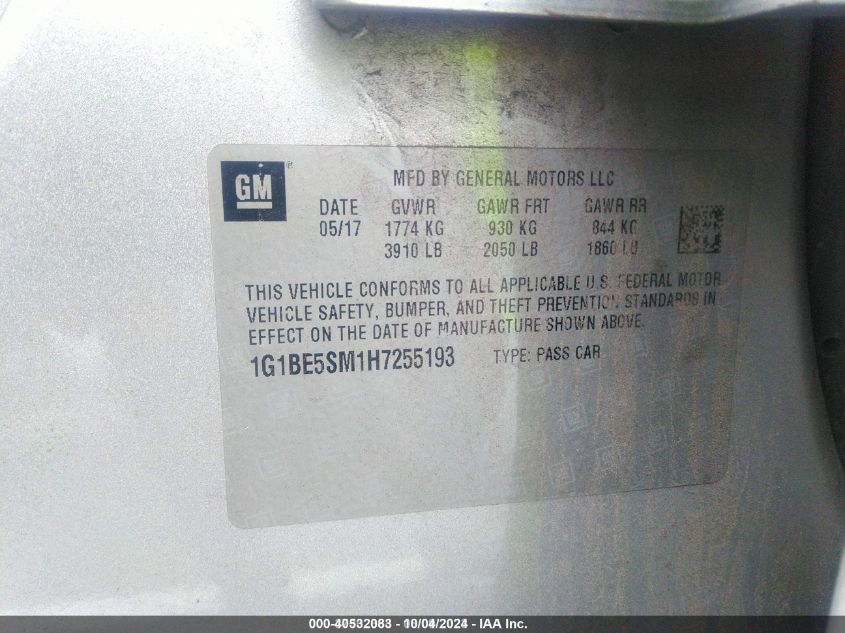 GM®
MFD BY GENERAL MOTORS LLC
DATE GVWR GAWR FRT GAWR RR
05/17 1774 KG 930 KG 844 KG
3910 LB 2050 LB 1860 LB
THIS VEHICLE CONFORMS TO ALL APPLICABLE U.S. FEDERAL MOTOR
VEHICLE SAFETY, BUMPER, AND THEFT PREVENTION STANDARDS IN
EFFECT ON THE DATE OF MANUFACTURE SHOWN ABOVE.
1G1BE5SM1H7255193 TYPE: PASS CAR
000-40532083 - 10/04/2024 - IAA Inc.